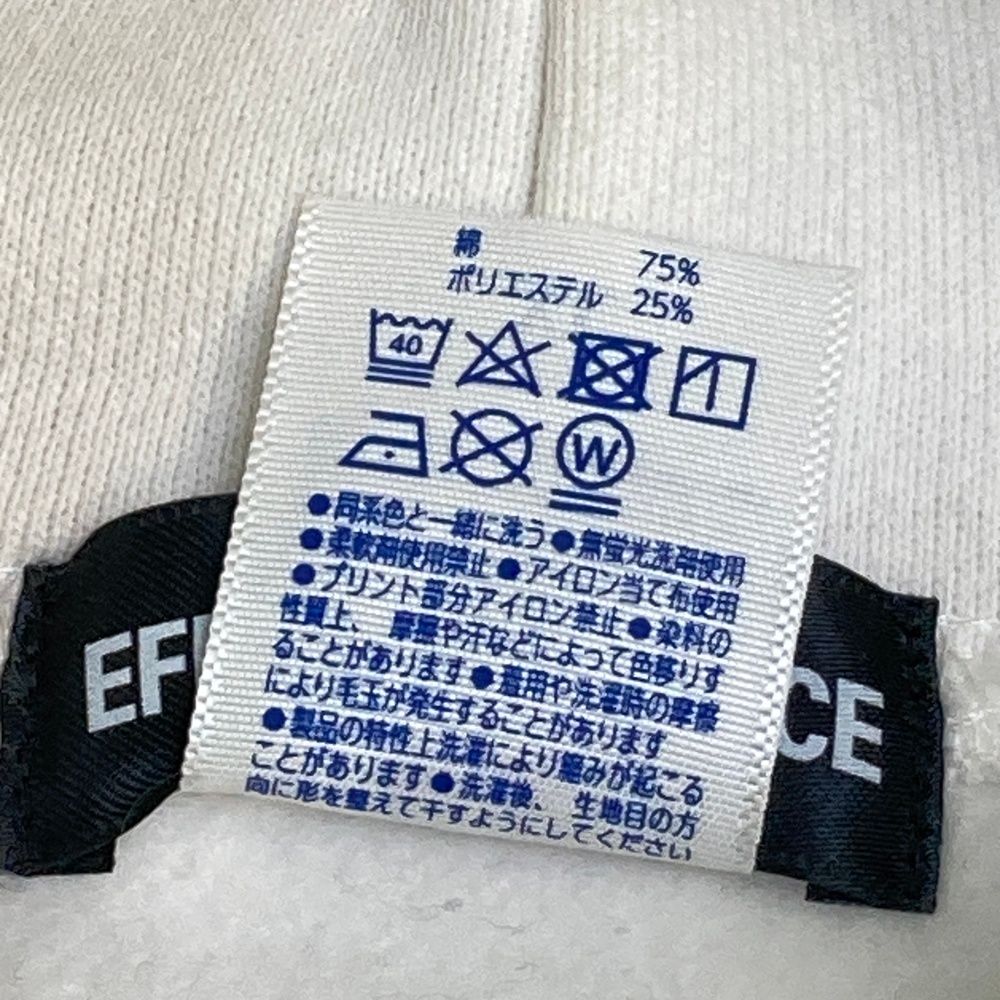 綿 75%
ポリエステル 25%
40
W
●同系色と一緒に洗う●無蛍光洗剤使用
●柔軟剤使用禁止●アイロン当て布使用
●プリント部分アイロン禁止●染料の
性質上、摩擦や汗などによって色移りす
ることがあります●着用や洗濯時の摩擦
により毛玉が発生することがあります
●製品の特性上洗濯により縮みが起こる
ことがあります●洗濯後、生地目の方
向に形を整えて干すようにしてください